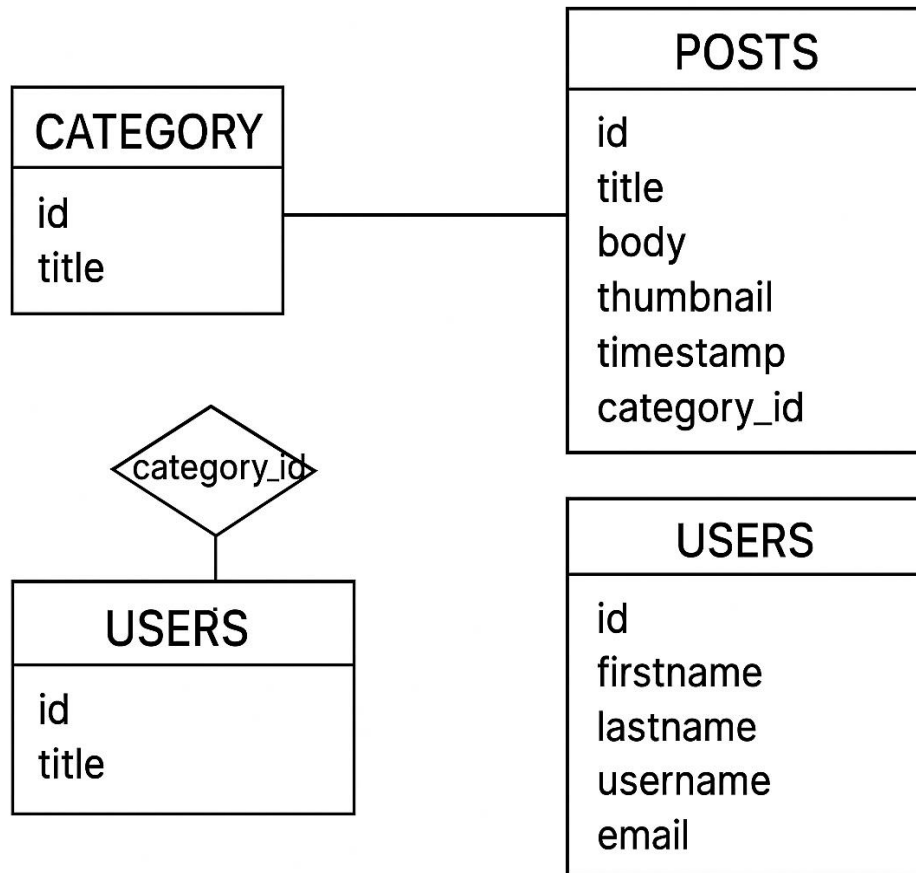 CATEGORY
id
title
POSTS
id
title
body
thumbnail
timestamp
category_id
category_id
USERS
id
title
USERS
id
firstname
lastname
username
email